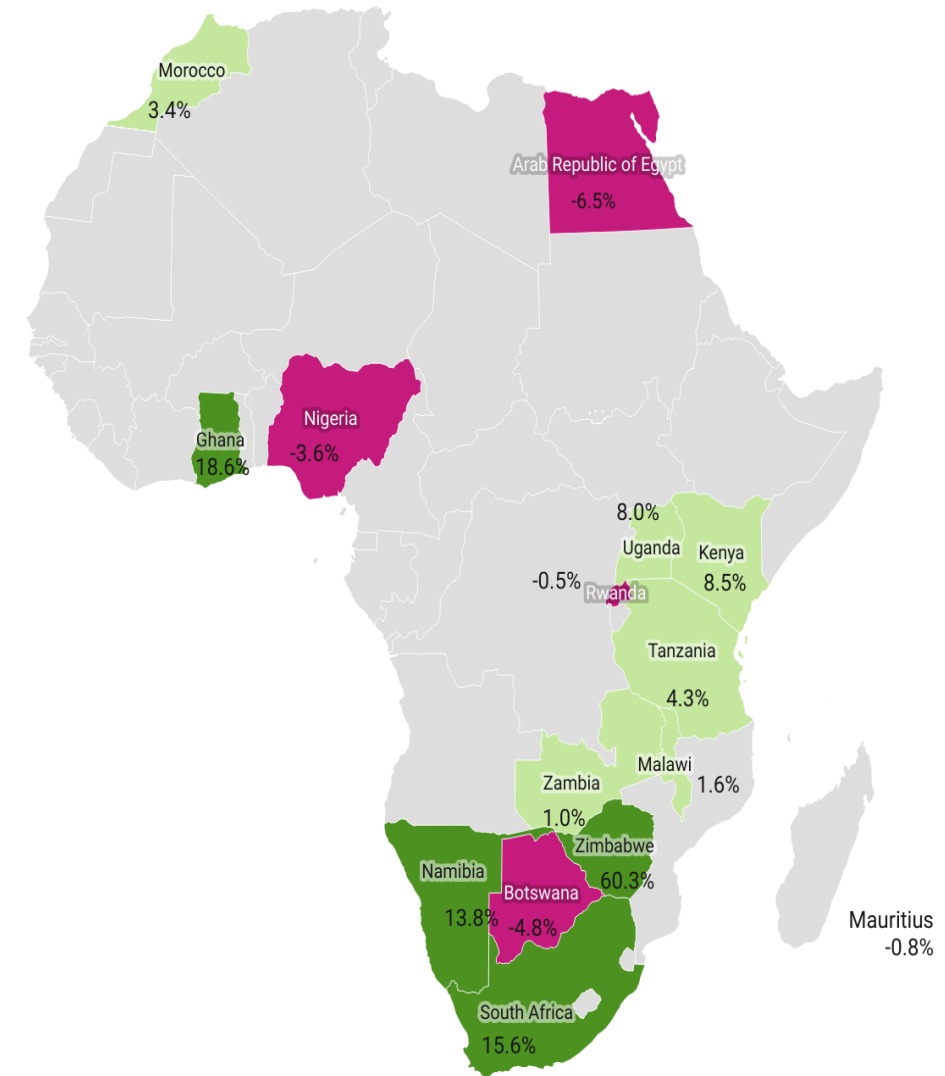 Morocco
3.4%
Arab Republic of Egypt
-6.5%
Nigeria
-3.6%
Ghana
18.6%
8.0%
Uganda
Kenya
8.5%
-0.5%
Rwanda
Tanzania
4.3%
Malawi
1.6%
Zambia
1.0%
Zimbabwe
60.3%
Namibia
13.8%
Botswana
-4.8%
Mauritius
-0.8%
South Africa
15.6%